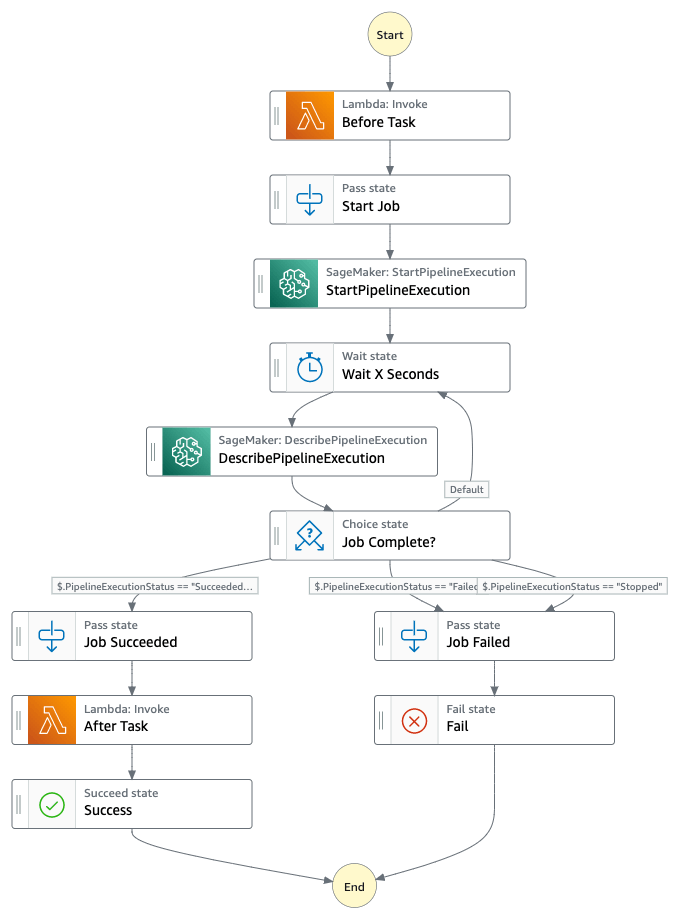 Start
Lambda: Invoke
Before Task
Pass state
Start Job
SageMaker: StartPipelineExecution
StartPipelineExecution
Wait state
Wait X Seconds
SageMaker: DescribePipelineExecution
DescribePipelineExecution
Default
Choice state
Job Complete?
$.PipelineExecutionStatus == "Succeeded...
$.PipelineExecutionStatus == "Failed
$.PipelineExecutionStatus == "Stopped"
Pass state
Job Succeeded
Pass state
Job Failed
Lambda: Invoke
After Task
Fail state
Fail
Succeed state
Success
End